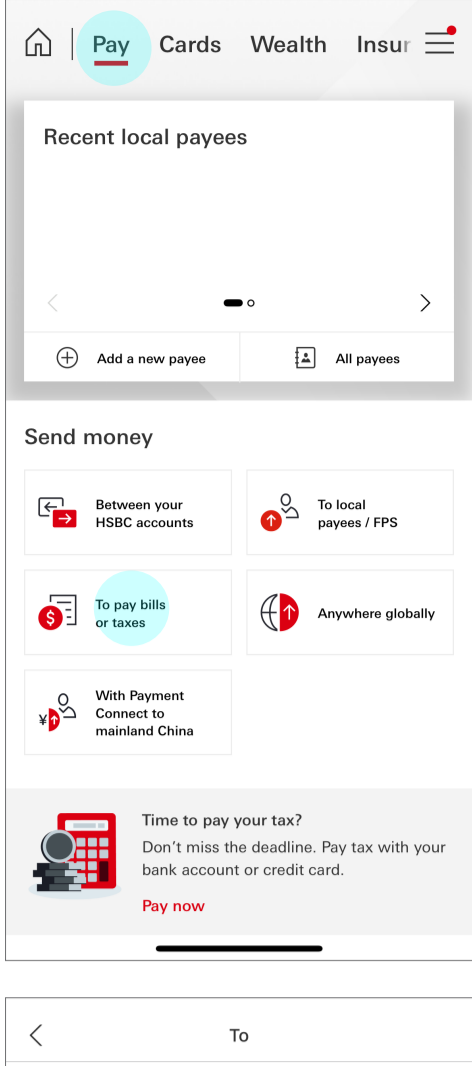 Pay Cards Wealth Insur
Recent local payees
Add a new payee
All payees
Send money
Between your
HSBC accounts
To local
payees / FPS
To pay bills
or taxes
Anywhere globally
With Payment
Connect to
mainland China
Time to pay your tax?
Don’t miss the deadline. Pay tax with your
bank account or credit card.
Pay now
To